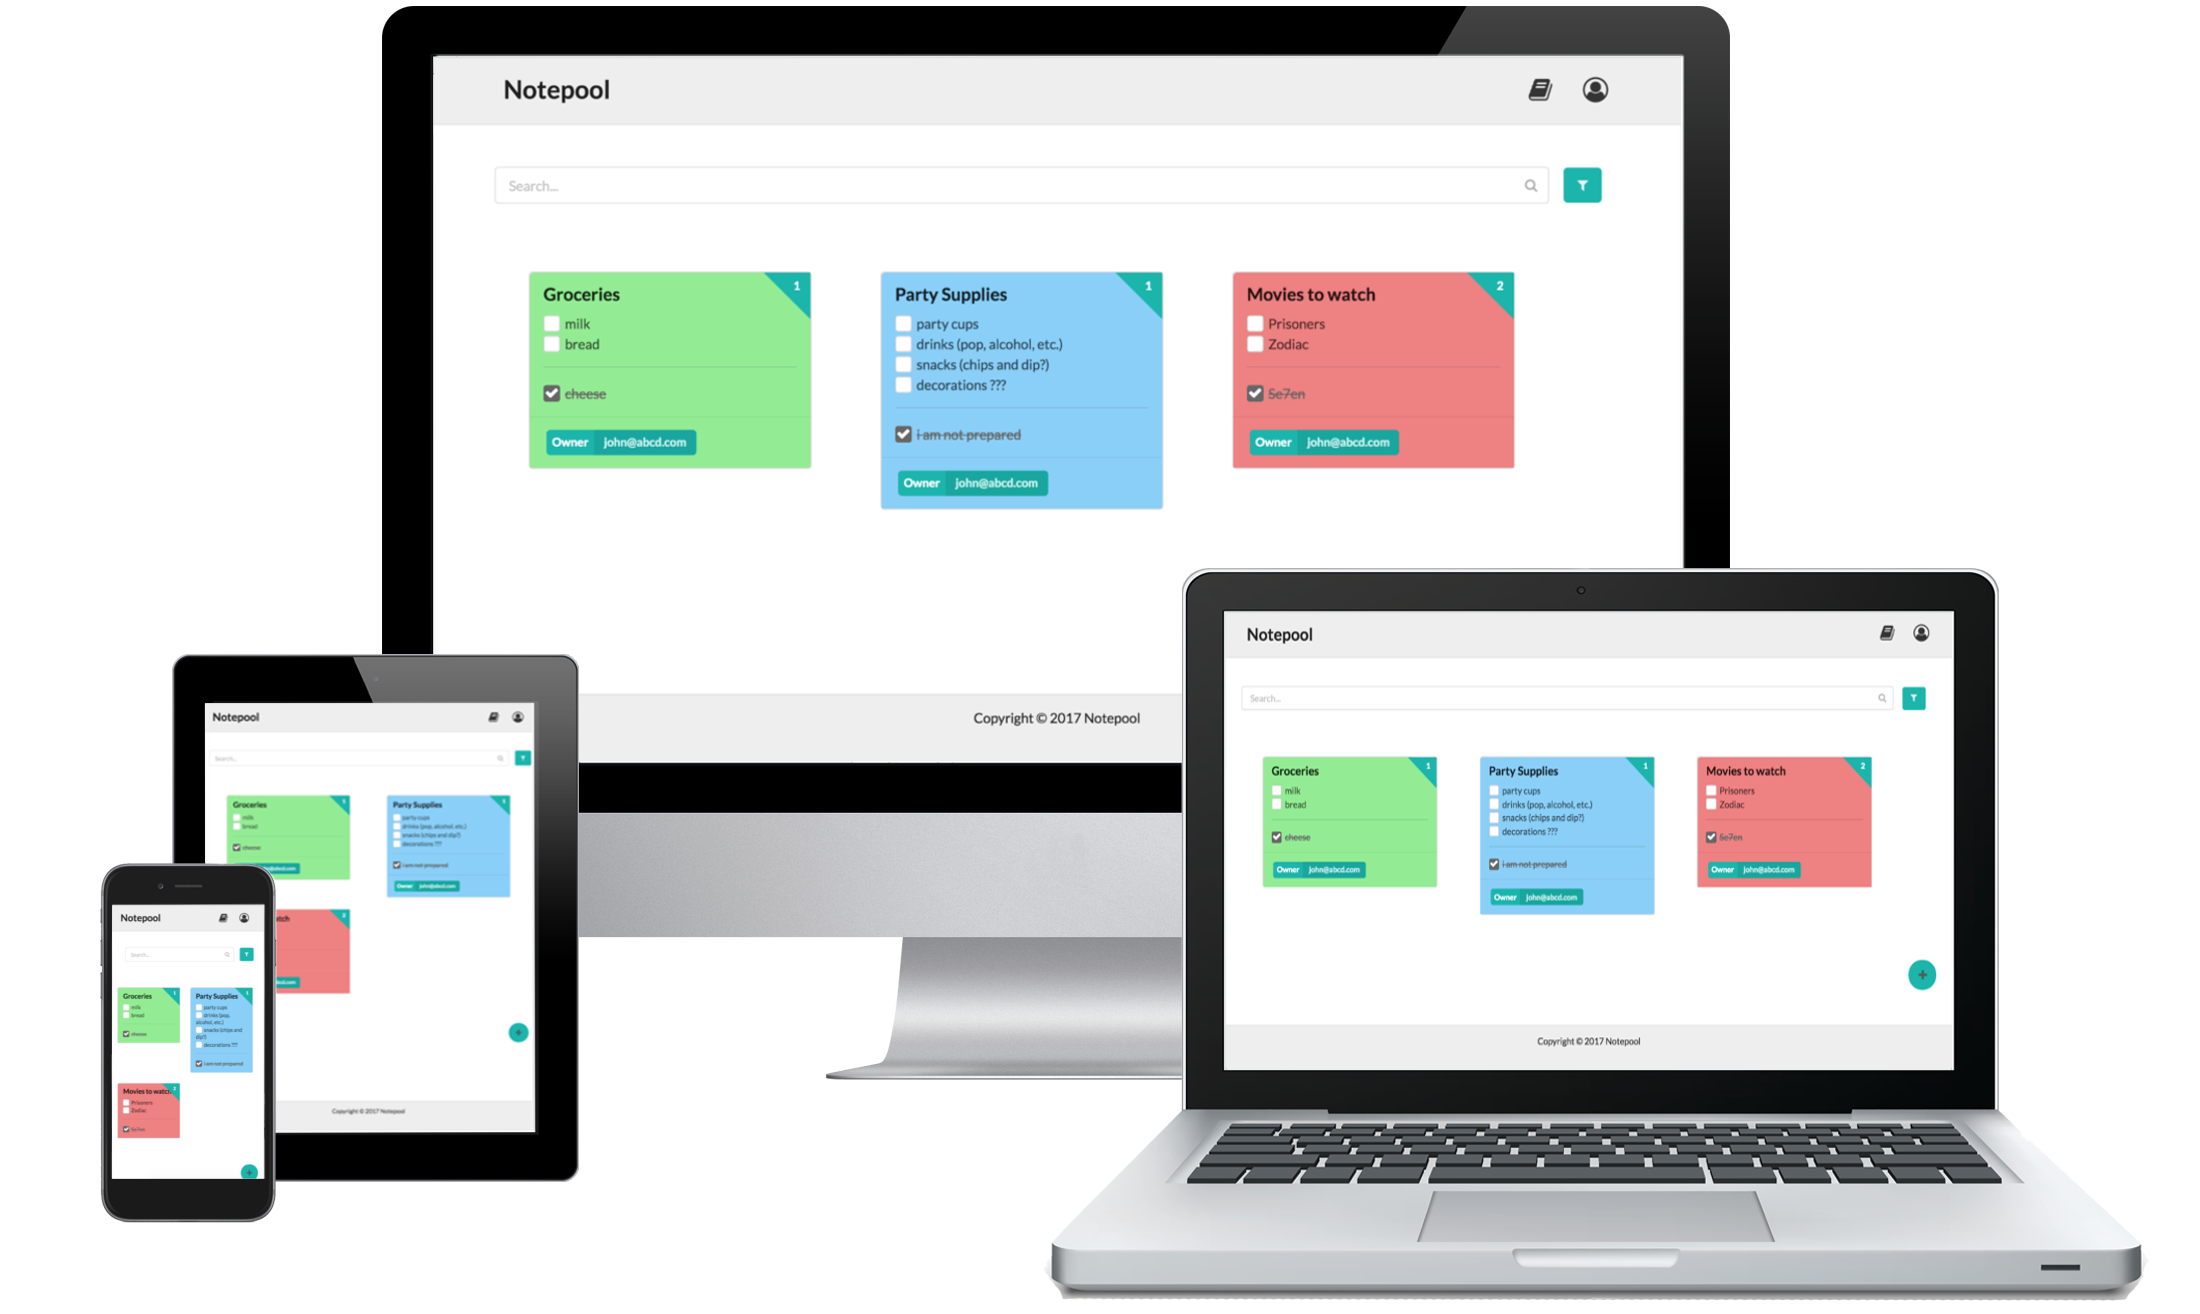 Notepool
Search...
Groceries
1
milk
bread
cheese
Owner john@abcd.com
Party Supplies
1
party cups
drinks (pop, alcohol, etc.)
snacks (chips and dip?)
decorations ???
i am not prepared
Owner john@abcd.com
Movies to watch
2
Prisoners
Zodiac
Se7en
Owner john@abcd.com
Copyright © 2017 Notepool
Notepool
Search...
Groceries
1
milk
bread
cheese
Owner john@abcd.com
Party Supplies
1
party cups
drinks (pop, alcohol, etc.)
snacks (chips and dip?)
decorations ???
i am not prepared
Owner john@abcd.com
Movies to watch
2
Prisoners
Zodiac
Se7en
Owner john@abcd.com
Copyright © 2017 Notepool
Notepool
Search...
Groceries
1
milk
bread
cheese
@abcd.com
Party Supplies
1
party cups
drinks (pop, alcohol, etc.)
snacks (chips and dip?)
decorations ???
i am not prepared
Owner john@abcd.com
tch
2
@abcd.com
Copyright © 2017 Notepool
Notepool
Search...
Groceries
1
milk
bread
cheese
Party Supplies
1
party cups
drinks (pop,
alcohol, etc.)
snacks (chips and
dip?)
decorations ???
i am not prepared
Movies to watch
2
Prisoners
Zodiac
Se7en